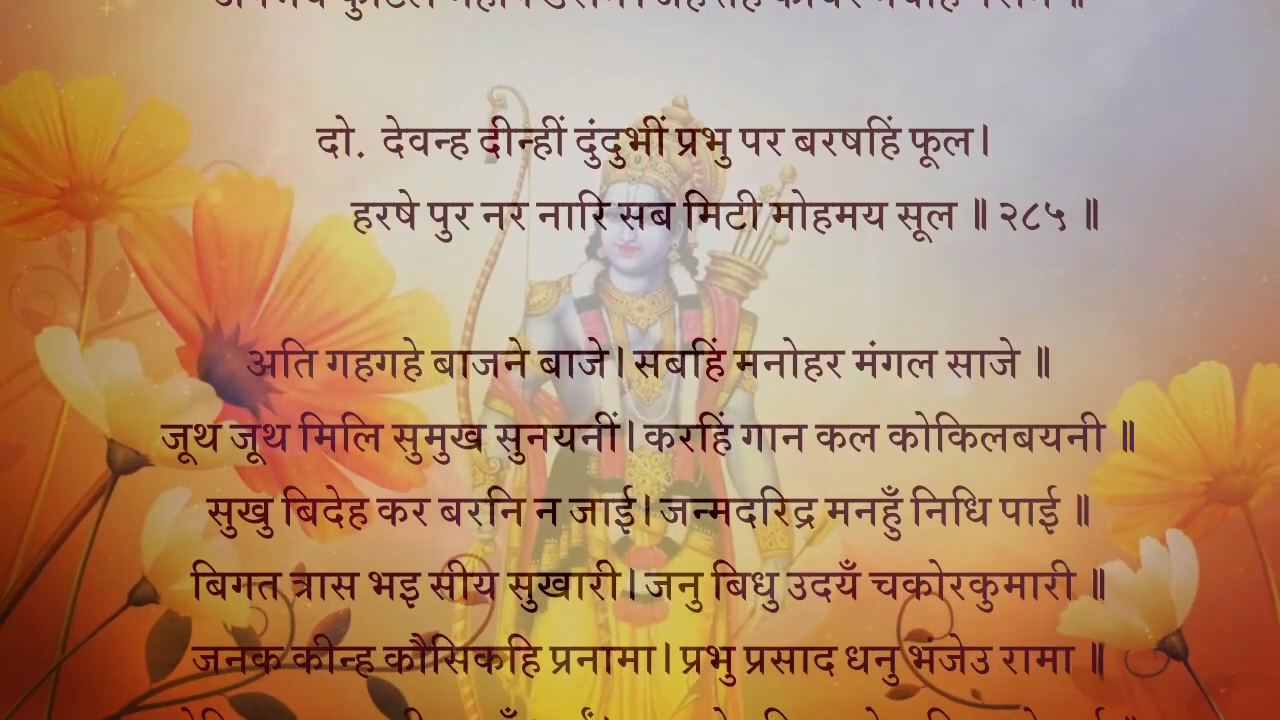 दो. देवन्ह दीन्हीं दुंदुभीं प्रभु पर बरषहिं फूल।
हरषे पुर नर नारि सब मिटी मोहमय सूल ॥ २८५ ॥
अति गहगहे बाजने बाजे। सबहिं मनोहर मंगल साजे ॥
जूथ जूथ मिलि सुमुख सुनयनीं। करहिं गान कल कोकिलबयनी ॥
सुखु बिदेह कर बरनि न जाई। जन्मदरिद्र मनहुँ निधि पाई ॥
बिगत त्रास भइ सीय सुखारी। जनु बिधु उदयँ चकोरकुमारी ॥
जनक कीन्ह कौसिकहि प्रनामा। प्रभु प्रसाद धनु भंजेउ रामा ॥